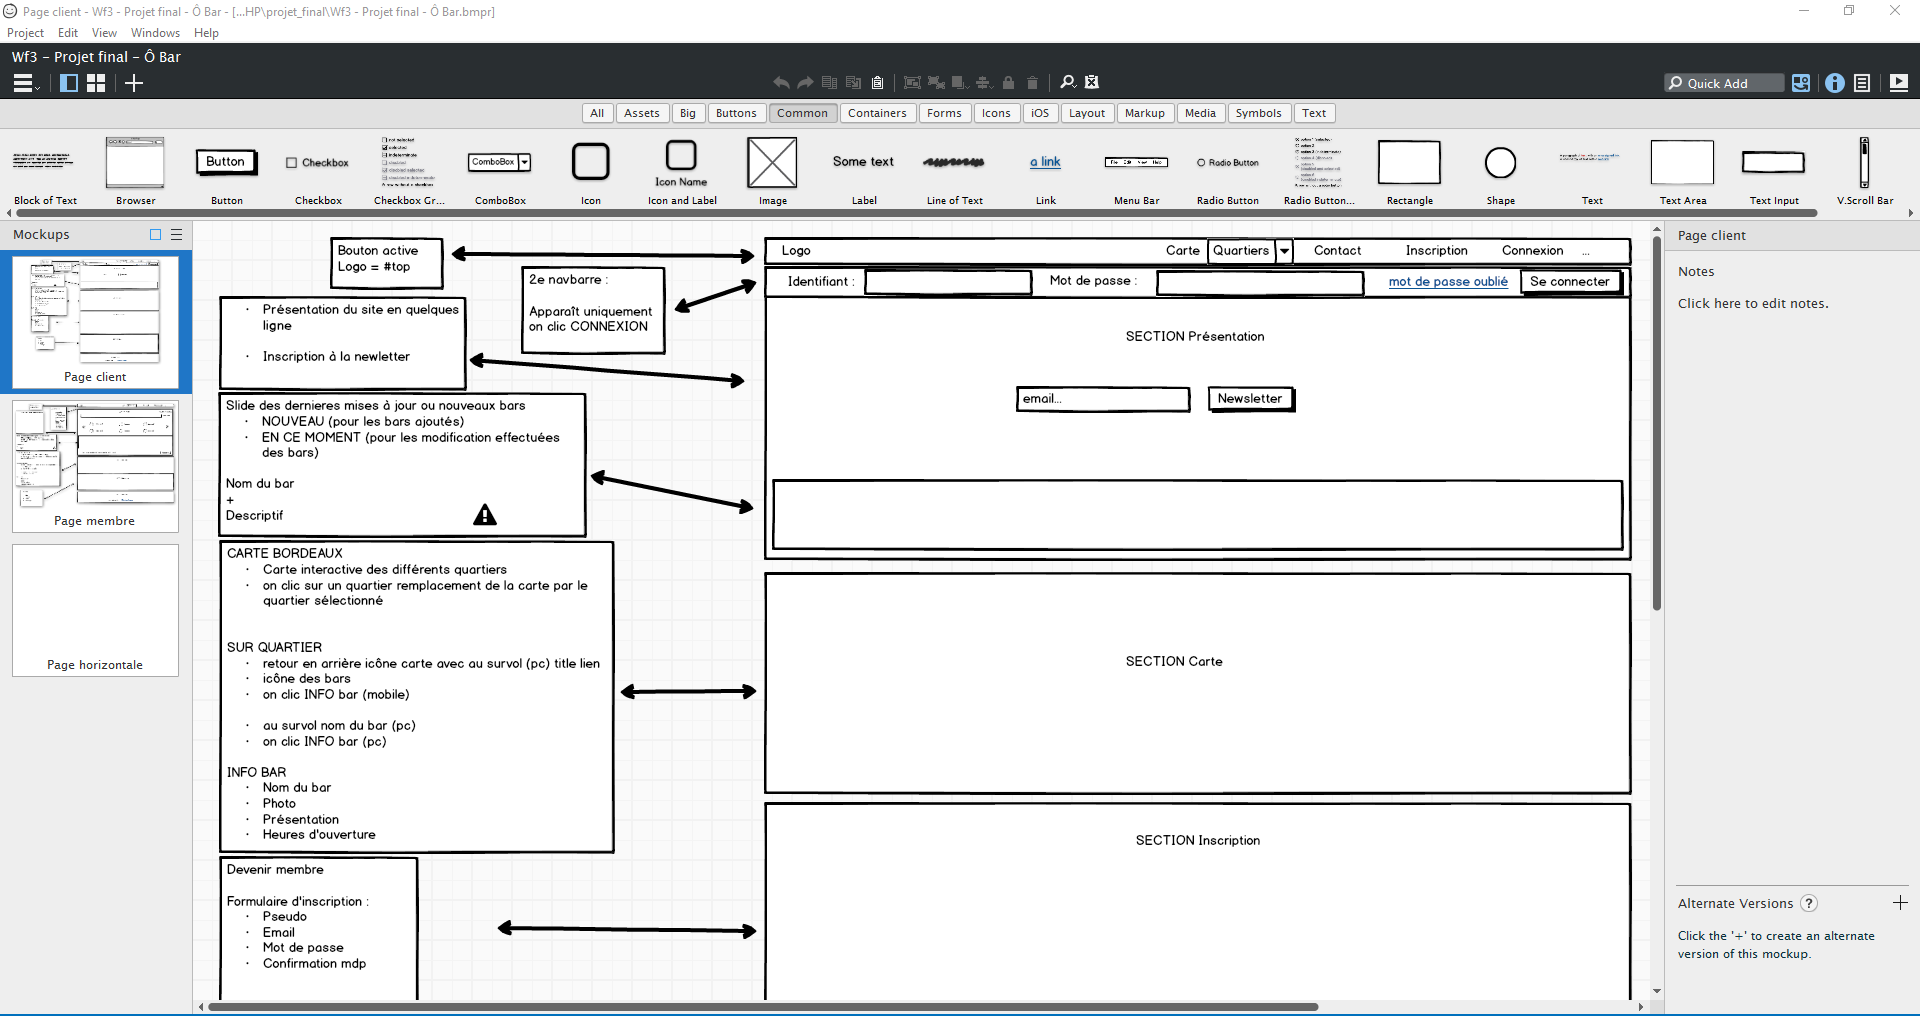 Page client - Wf3 - Projet final - Ô Bar - [...HP\projet_final\Wf3 - Projet final - Ô Bar.bmpr]
Project Edit View Windows Help
Wf3 - Projet final - Ô Bar
Quick Add
All Assets Big Buttons Common Containers Forms Icons iOS Layout Markup Media Symbols Text
Button
Checkbox
ComboBox
Icon Name
Some text
a link
File Edit View Help
Radio Button
Block of Text Browser Button Checkbox Checkbox Gr... ComboBox Icon Icon and Label Image Label Line of Text Link Menu Bar Radio Button Radio Button... Rectangle Shape Text Text Area Text Input V.Scroll Bar
Mockups
Page client
Page membre
Page horizontale
Bouton active
Logo = #top
2e navbarre :
Apparaît uniquement
on clic CONNEXION
· Présentation du site en quelques
ligne
· Inscription à la newletter
Slide des dernieres mises à jour ou nouveaux bars
· NOUVEAU (pour les bars ajoutés)
· EN CE MOMENT (pour les modification effectuées
des bars)
Nom du bar
+
Descriptif
CARTE BORDEAUX
· Carte interactive des différents quartiers
· on clic sur un quartier remplacement de la carte par le
quartier sélectionné
SUR QUARTIER
· retour en arrière icône carte avec au survol (pc) title lien
· icône des bars
· on clic INFO bar (mobile)
· au survol nom du bar (pc)
· on clic INFO bar (pc)
INFO BAR
· Nom du bar
· Photo
· Présentation
· Heures d'ouverture
Devenir membre
Formulaire d'inscription :
· Pseudo
· Email
· Mot de passe
· Confirmation mdp
Logo Carte Quartiers Contact Inscription Connexion ...
Identifiant : Mot de passe : mot de passe oublié Se connecter
SECTION Présentation
email... Newsletter
SECTION Carte
SECTION Inscription
Page client
Notes
Click here to edit notes.
Alternate Versions ?
Click the '+' to create an alternate
version of this mockup.